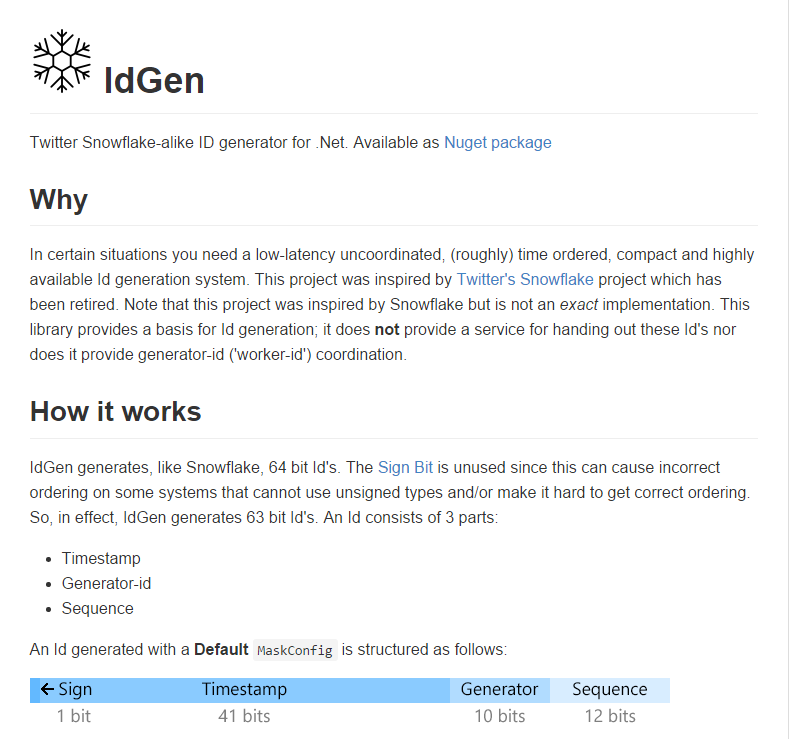 IdGen
Twitter Snowflake-alike ID generator for .Net. Available as Nuget package
Why
In certain situations you need a low-latency uncoordinated, (roughly) time ordered, compact and highly
available Id generation system. This project was inspired by Twitter's Snowflake project which has
been retired. Note that this project was inspired by Snowflake but is not an exact implementation. This
library provides a basis for Id generation; it does not provide a service for handing out these Id's nor
does it provide generator-id ('worker-id') coordination.
How it works
IdGen generates, like Snowflake, 64 bit Id's. The Sign Bit is unused since this can cause incorrect
ordering on some systems that cannot use unsigned types and/or make it hard to get correct ordering.
So, in effect, IdGen generates 63 bit Id's. An Id consists of 3 parts:
• Timestamp
• Generator-id
• Sequence
An Id generated with a Default MaskConfig is structured as follows:
← Sign Timestamp Generator Sequence
1 bit 41 bits 10 bits 12 bits